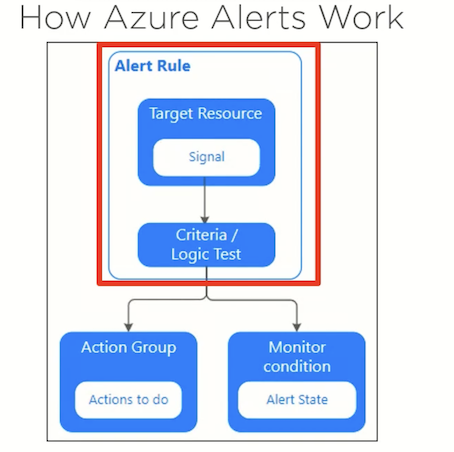 How Azure Alerts Work
Alert Rule
Target Resource
Signal
Criteria /
Logic Test
Action Group
Actions to do
Monitor
condition
Alert State